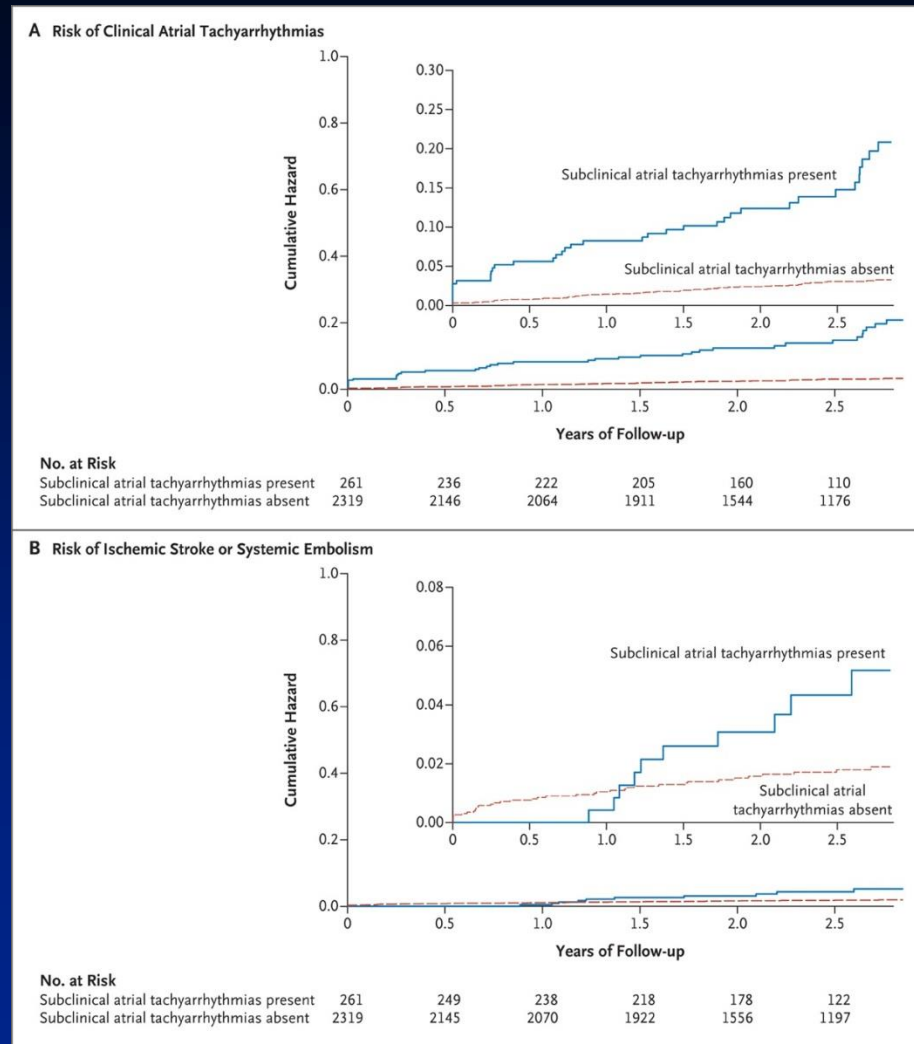 A Risk of Clinical Atrial Tachyarrhythmias
1.0
0.8
0.6
0.4
0.2
0.0
Cumulative Hazard
0.30
0.25
0.20
0.15
0.10
0.05
0.00
Subclinical atrial tachyarrhythmias present
Subclinical atrial tachyarrhythmias absent
0 0.5 1.0 1.5 2.0 2.5
0 0.5 1.0 1.5 2.0 2.5
Years of Follow-up
No. at Risk
Subclinical atrial tachyarrhythmias present 261 236 222 205 160 110
Subclinical atrial tachyarrhythmias absent 2319 2146 2064 1911 1544 1176
B Risk of Ischemic Stroke or Systemic Embolism
1.0
0.8
0.6
0.4
0.2
0.0
Cumulative Hazard
0.08
0.06
0.04
0.02
0.00
Subclinical atrial tachyarrhythmias present
Subclinical atrial
tachyarrhythmias absent
0 0.5 1.0 1.5 2.0 2.5
0 0.5 1.0 1.5 2.0 2.5
Years of Follow-up
No. at Risk
Subclinical atrial tachyarrhythmias present 261 249 238 218 178 122
Subclinical atrial tachyarrhythmias absent 2319 2145 2070 1922 1556 1197